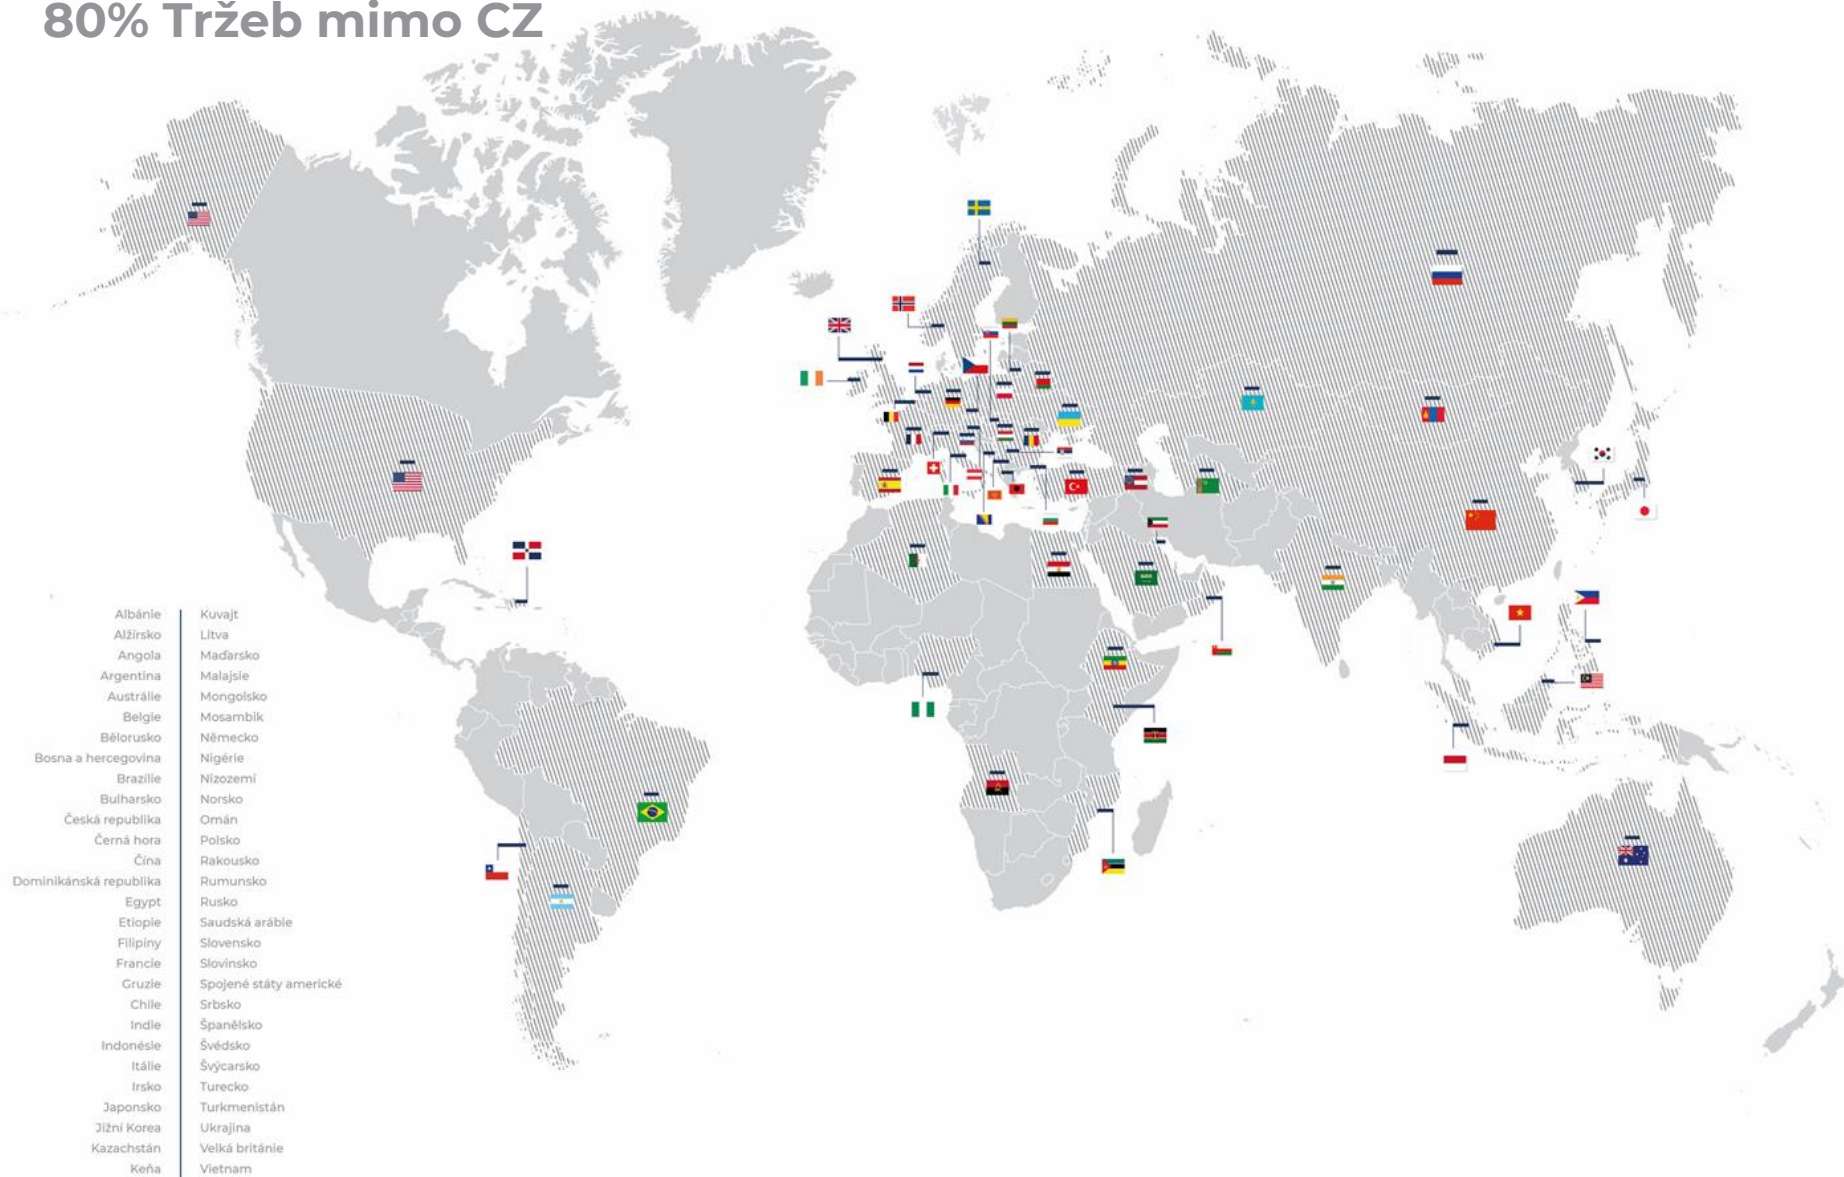 80% Tržeb mimo CZ
Albánie
Alžírsko
Angola
Argentina
Austrálie
Belgie
Bělorusko
Bosna a hercegovina
Brazílie
Bulharsko
Česká republika
Černá hora
Čína
Dominikánská republika
Egypt
Etiopie
Filipíny
Francie
Gruzie
Chile
Indie
Indonésie
Itálie
Irsko
Japonsko
Jižní Korea
Kazachstán
Keňa
Kuvajt
Litva
Maďarsko
Malajsie
Mongolsko
Mosambik
Německo
Nigérie
Nizozemí
Norsko
Omán
Polsko
Rakousko
Rumunsko
Rusko
Saudská arábie
Slovensko
Slovinsko
Spojené státy americké
Srbsko
Španělsko
Švédsko
Švýcarsko
Turecko
Turkmenistán
Ukrajina
Velká británie
Vietnam